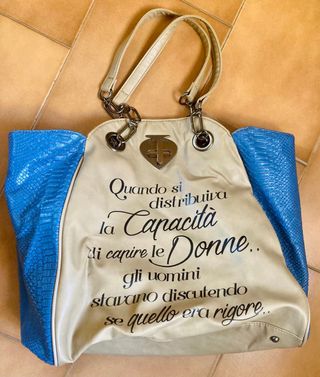 Quando si
distribuiva
la Capacità
di capire le Donne..
gli uomini
stavano discutendo
se quello era rigore..